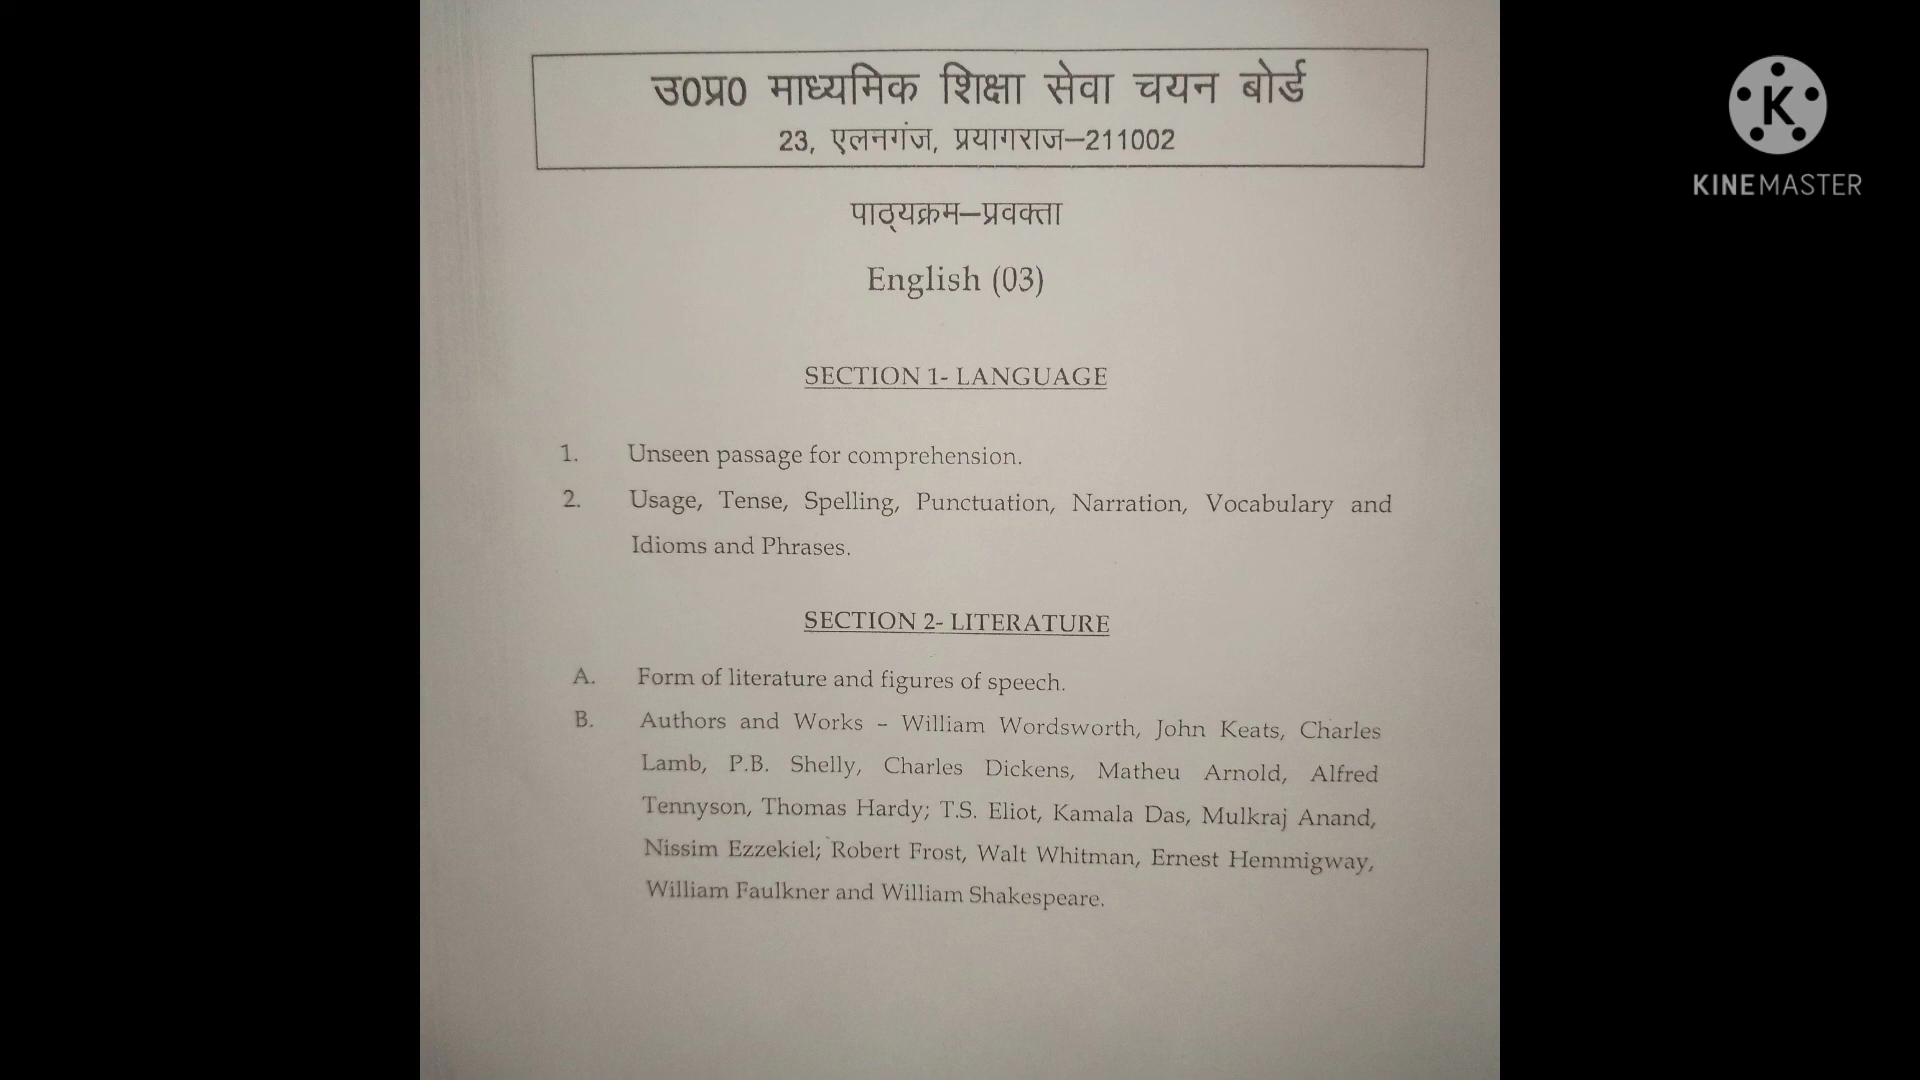 उ0प्र0 माध्यमिक शिक्षा सेवा चयन बोर्ड
23, एलनगंज, प्रयागराज–211002
पाठ्यक्रम–प्रवक्ता
English (03)
SECTION 1- LANGUAGE
1. Unseen passage for comprehension.
2. Usage, Tense, Spelling, Punctuation, Narration, Vocabulary and
Idioms and Phrases.
SECTION 2- LITERATURE
A. Form of literature and figures of speech.
B. Authors and Works – William Wordsworth, John Keats, Charles
Lamb, P.B. Shelly, Charles Dickens, Matheu Arnold, Alfred
Tennyson, Thomas Hardy; T.S. Eliot, Kamala Das, Mulkraj Anand,
Nissim Ezzekiel; Robert Frost, Walt Whitman, Ernest Hemmigway,
William Faulkner and William Shakespeare.
K
KINEMASTER